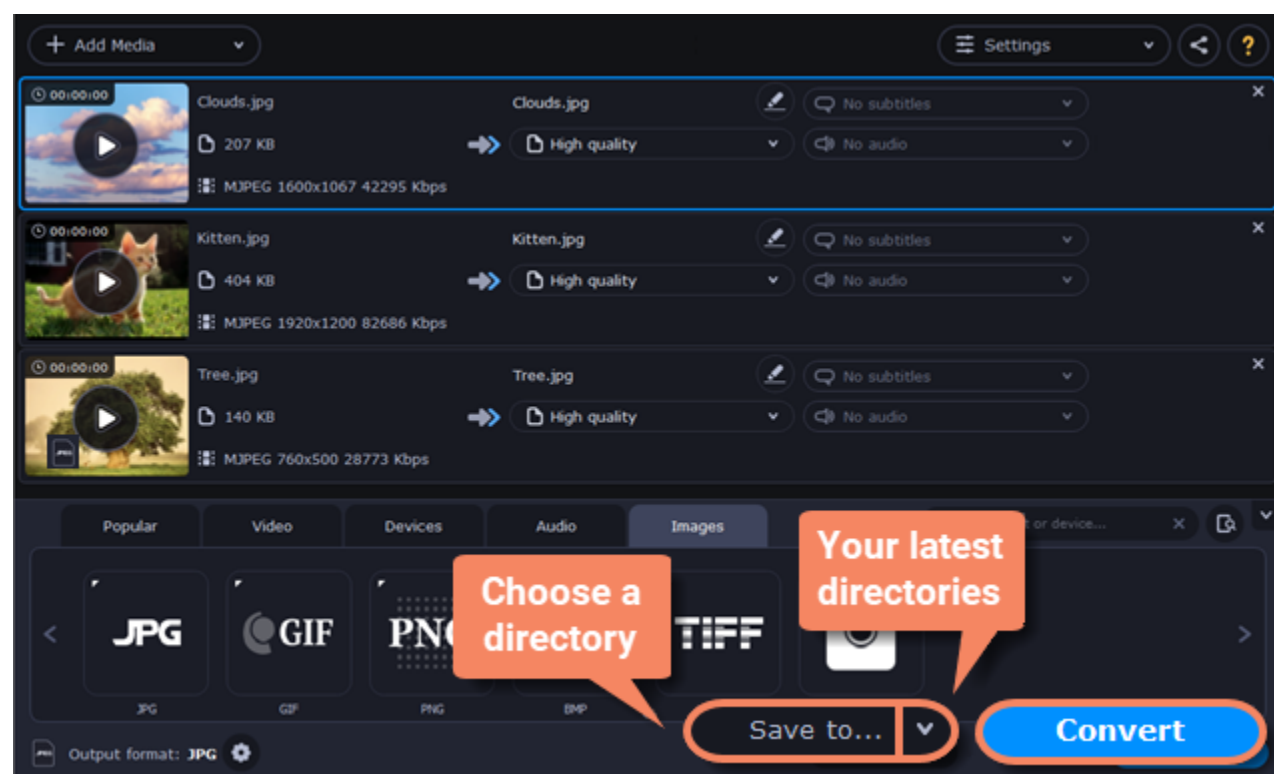 Add Media
Settings
?
00:00:00
Clouds.jpg
Clouds.jpg
No subtitles
207 KB
High quality
No audio
MJPEG 1600x1067 42295 Kbps
00:00:00
Kitten.jpg
Kitten.jpg
No subtitles
404 KB
High quality
No audio
MJPEG 1920x1200 82686 Kbps
00:00:00
Tree.jpg
Tree.jpg
No subtitles
140 KB
High quality
No audio
JPEG
MJPEG 760x500 28773 Kbps
Popular
Video
Devices
Audio
Images
or device...
Your latest
directories
Choose a
directory
JPG
GIF
TIFF
JPG
GIF
PNG
BMP
Save to...
Convert
JPEG
Output format: JPG